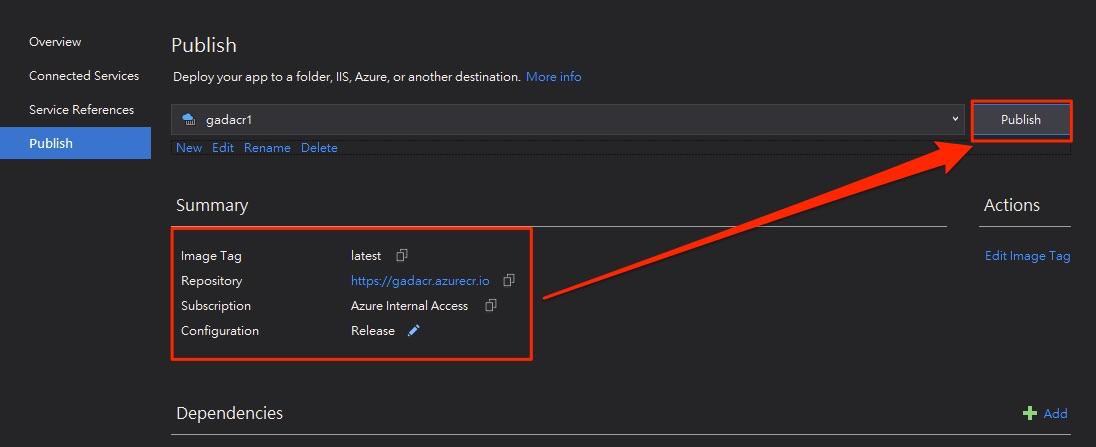 Overview
Connected Services
Service References
Publish
Publish
Deploy your app to a folder, IIS, Azure, or another destination. More info
gadacr1
Publish
New Edit Rename Delete
Summary
Actions
Image Tag latest
Edit Image Tag
Repository https://gadacr.azurecr.io
Subscription Azure Internal Access
Configuration Release
Dependencies
Add